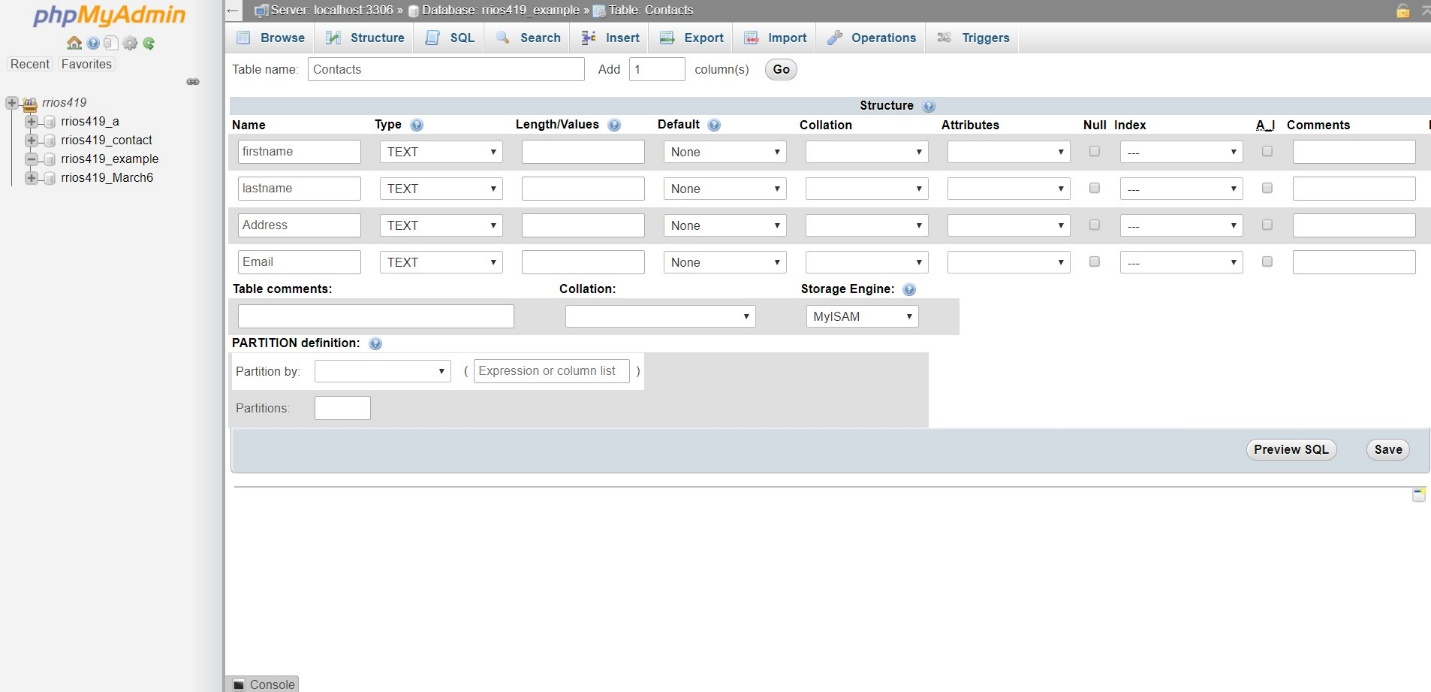 phpMyAdmin
Recent Favorites
rrios419
rrios419_a
rrios419_contact
rrios419_example
rrios419_March6
← Server: localhost:3306 » Database: rrios419_example » Table: Contacts
Browse Structure SQL Search Insert Export Import Operations Triggers
Table name: Contacts Add 1 column(s) Go
Structure
Name Type Length/Values Default Collation Attributes Null Index A_I Comments
firstname TEXT None ---
lastname TEXT None ---
Address TEXT None ---
Email TEXT None ---
Table comments: Collation: Storage Engine:
MyISAM
PARTITION definition:
Partition by: ( Expression or column list )
Partitions:
Preview SQL Save
Console